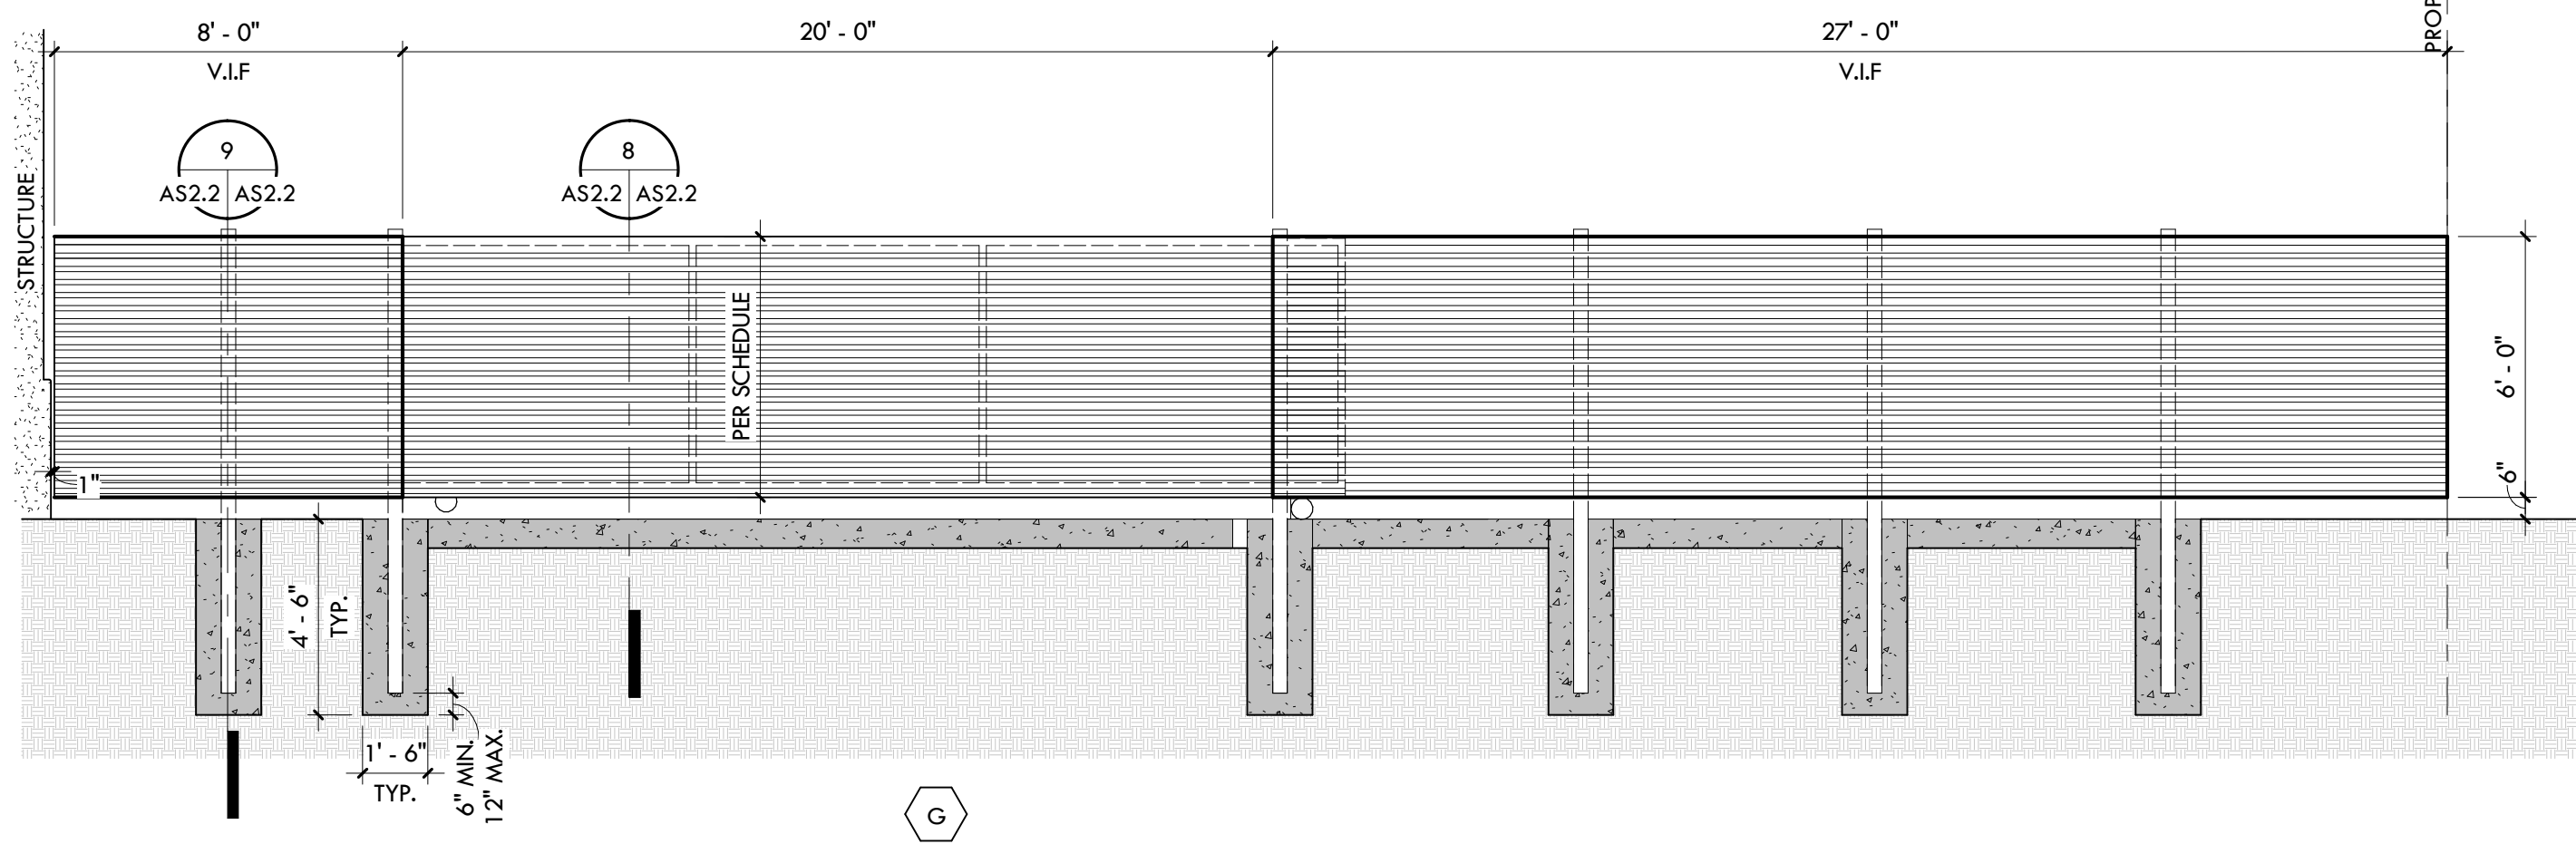 8' - 0"
20' - 0"
27' - 0"
PROP
V.I.F
V.I.F
9
8
AS2.2 AS2.2
AS2.2 AS2.2
STRUCTURE
PER SCHEDULE
6' - 0"
6"
1"
4' - 6"
TYP.
1' - 6"
TYP.
6" MIN.
12" MAX.
G